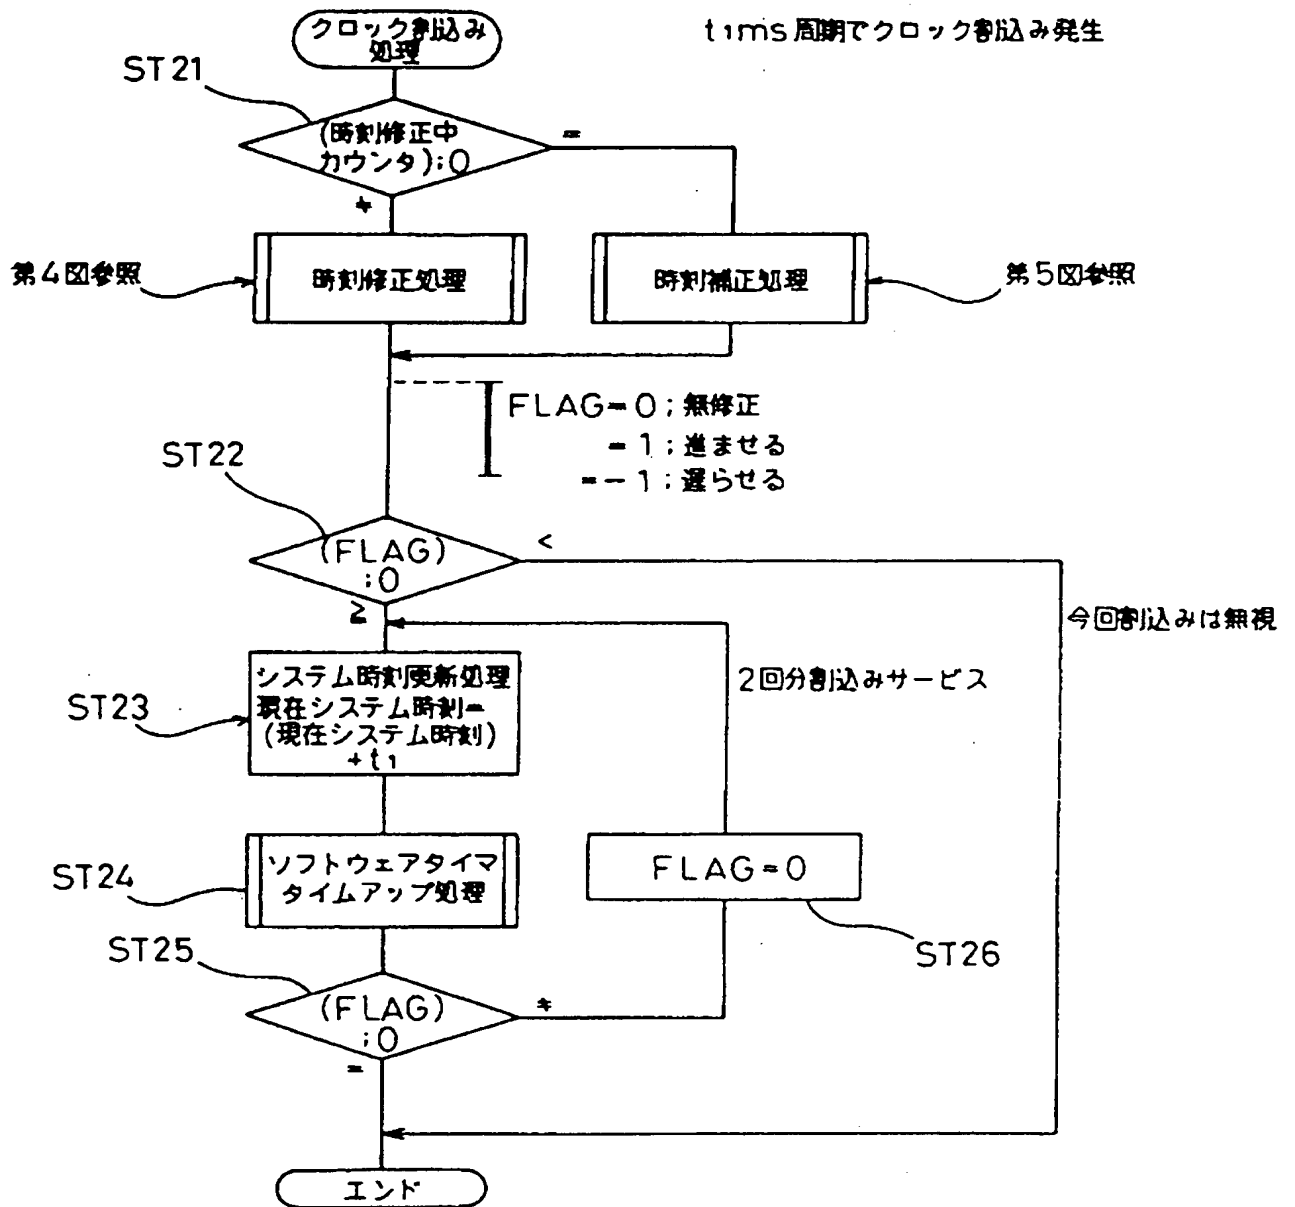 クロック割込み
処理
t₁ms周期でクロック割込み発生
ST21
(時刻修正中
カウンタ):0
=
≠
第4図参照
時刻修正処理
時刻補正処理
第5図参照
FLAG=0;無修正
=1;進ませる
=-1;遅らせる
ST22
(FLAG)
:0
<
≧
今回割込みは無視
2回分割込みサービス
ST23
システム時刻更新処理
現在システム時刻=
(現在システム時刻)
+t₁
ST24
ソフトウェアタイマ
タイムアップ処理
FLAG=0
ST26
ST25
(FLAG)
:0
≠
=
エンド